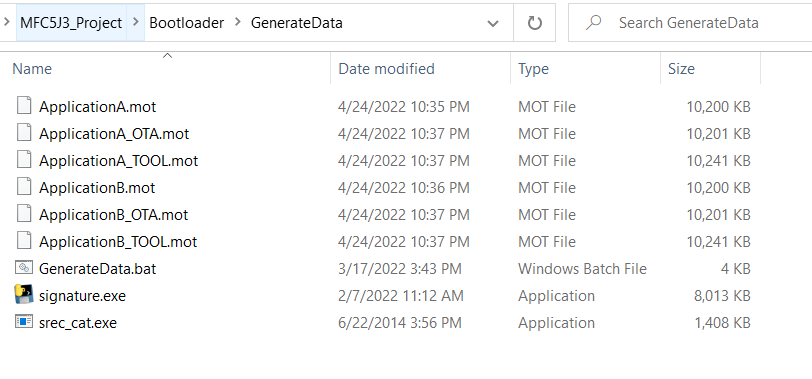 MFC5J3_Project Bootloader GenerateData Search GenerateData
Name Date modified Type Size
ApplicationA.mot 4/24/2022 10:35 PM MOT File 10,200 KB
ApplicationA_OTA.mot 4/24/2022 10:37 PM MOT File 10,201 KB
ApplicationA_TOOL.mot 4/24/2022 10:37 PM MOT File 10,241 KB
ApplicationB.mot 4/24/2022 10:36 PM MOT File 10,200 KB
ApplicationB_OTA.mot 4/24/2022 10:37 PM MOT File 10,201 KB
ApplicationB_TOOL.mot 4/24/2022 10:37 PM MOT File 10,241 KB
GenerateData.bat 3/17/2022 3:43 PM Windows Batch File 4 KB
signature.exe 2/7/2022 11:12 AM Application 8,013 KB
srec_cat.exe 6/22/2014 3:56 PM Application 1,408 KB